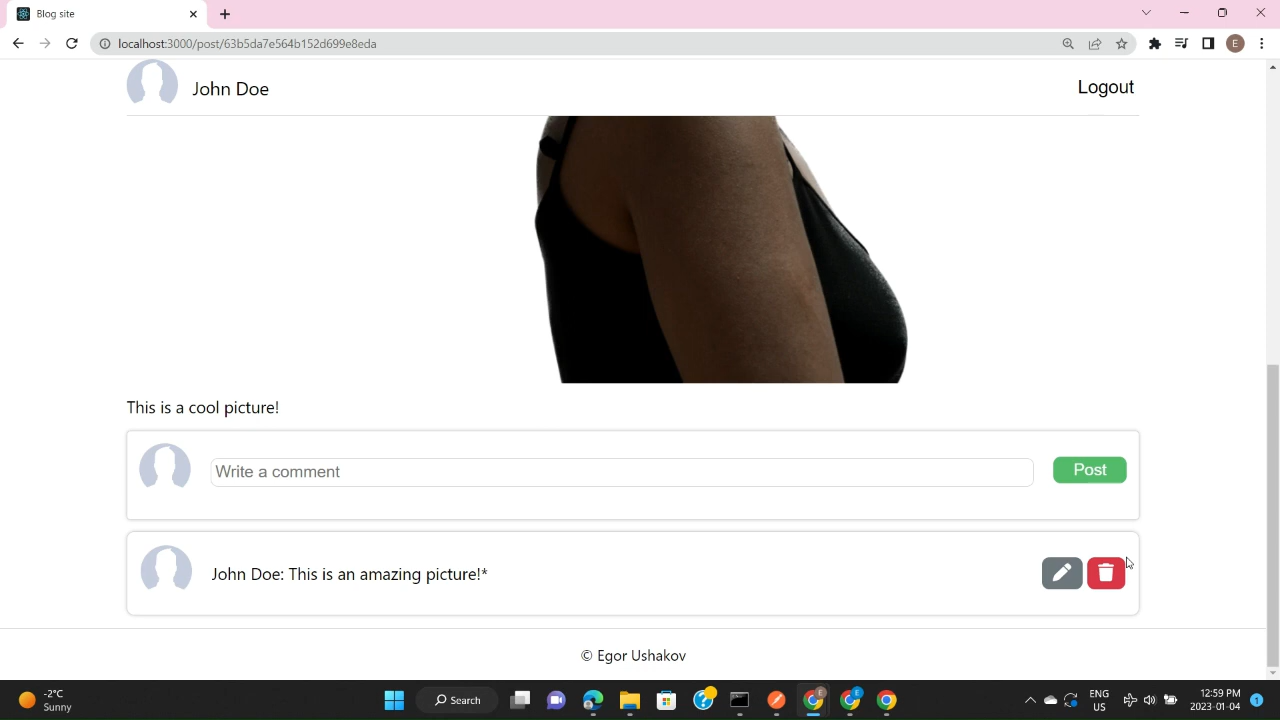 Blog site
localhost:3000/post/63b5da7e564b152d699e8eda
E
John Doe
Logout
This is a cool picture!
Write a comment
Post
John Doe: This is an amazing picture!*
© Egor Ushakov
-2°C
Sunny
Search
E
E
ENG
US
12:59 PM
2023-01-04
1